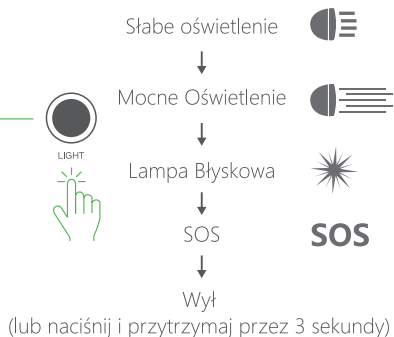 Słabe oświetlenie
Mocne Oświetlenie
LIGHT
Lampa Błyskowa
SOS SOS
Wył
(lub naciśnij i przytrzymaj przez 3 sekundy)